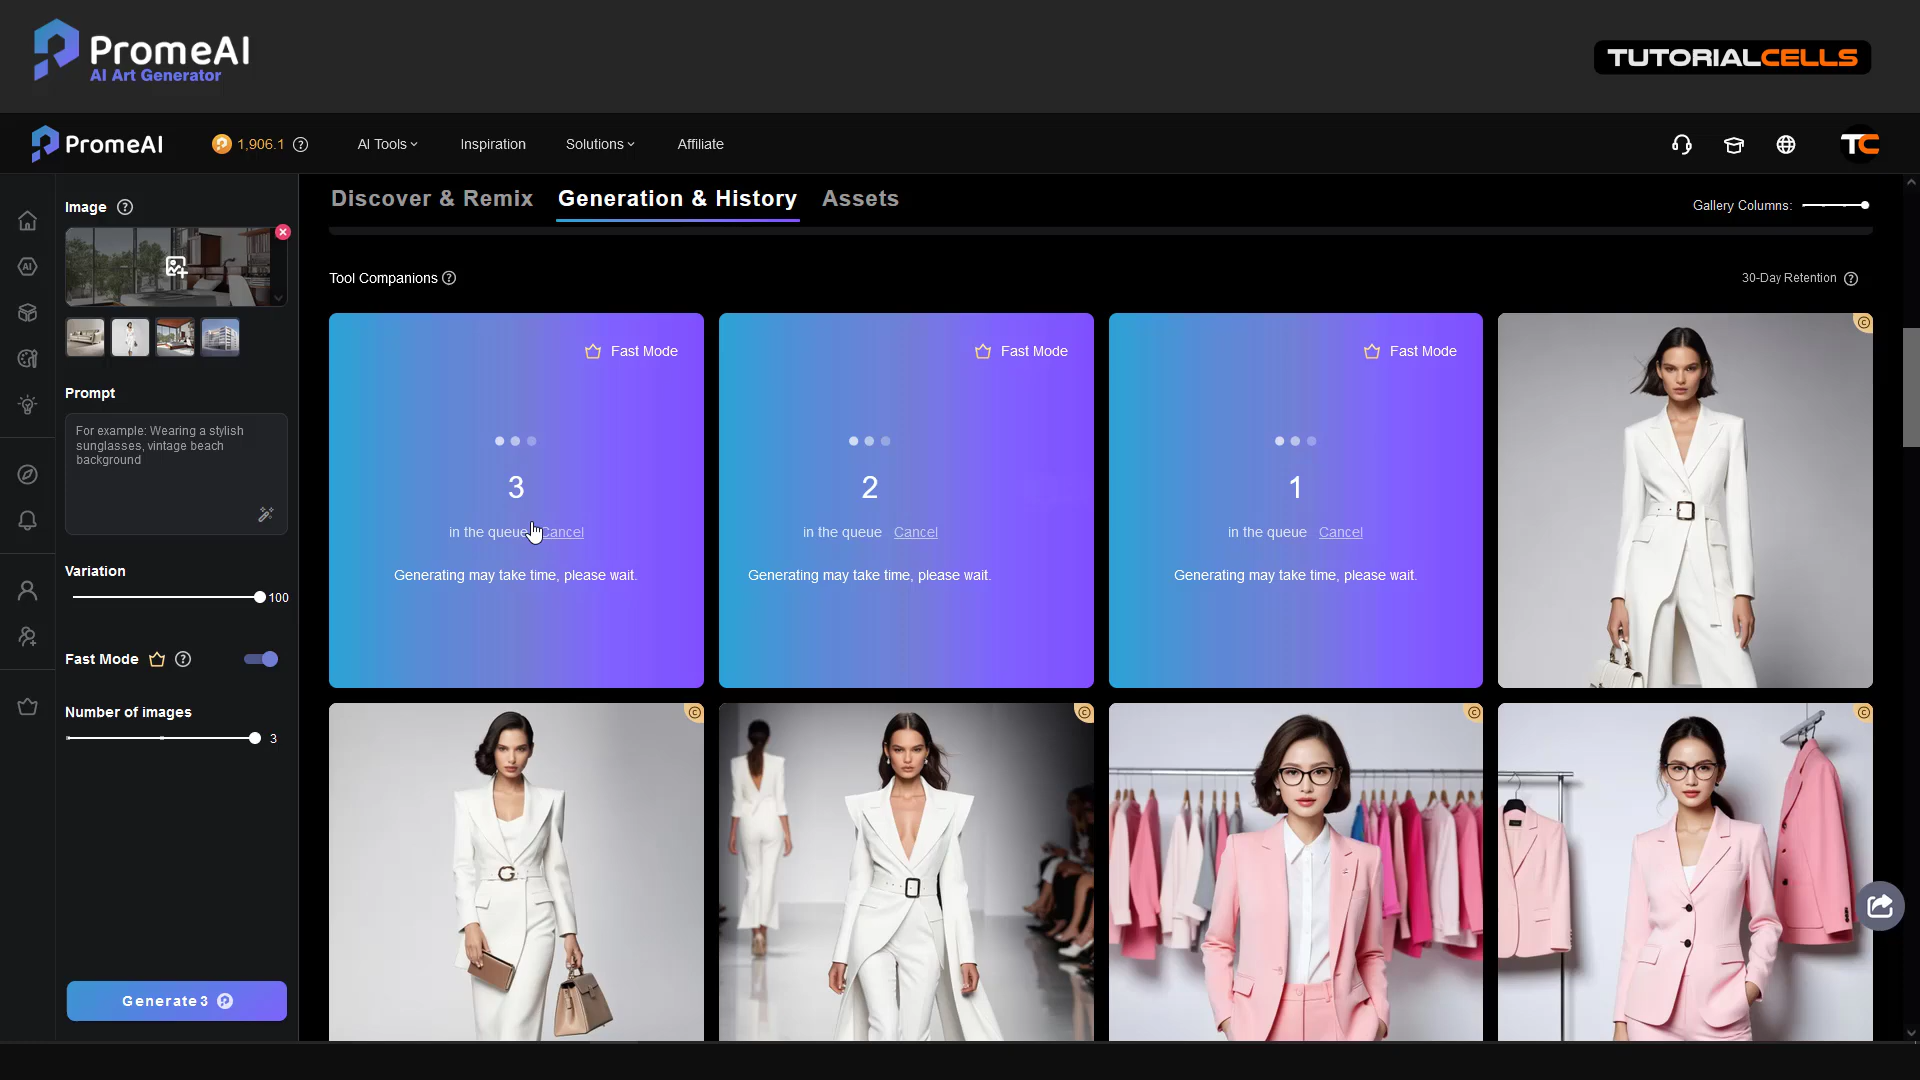 PromeAI
AI Art Generator
TUTORIALCELLS
PromeAI
1,906.1
AI Tools
Inspiration
Solutions
Affiliate
TC
Image
Discover & Remix
Generation & History
Assets
Gallery Columns:
Tool Companions
30-Day Retention
AI
Prompt
For example: Wearing a stylish
sunglasses, vintage beach
background
Variation
100
Fast Mode
Number of images
3
Generate 3
Fast Mode
3
in the queue Cancel
Generating may take time, please wait.
Fast Mode
2
in the queue Cancel
Generating may take time, please wait.
Fast Mode
1
in the queue Cancel
Generating may take time, please wait.